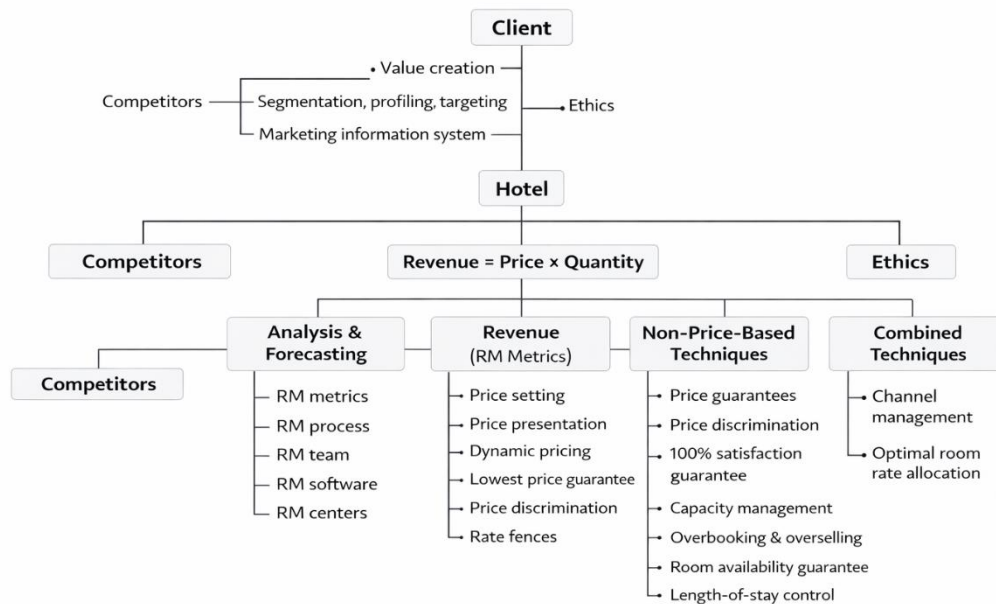 Client
• Value creation
Competitors
Segmentation, profiling, targeting
Ethics
Marketing information system
Hotel
Competitors
Revenue = Price × Quantity
Ethics
Analysis &
Forecasting
Revenue
(RM Metrics)
Non-Price-Based
Techniques
Combined
Techniques
Competitors
RM metrics
RM process
RM team
RM software
RM centers
Price setting
Price presentation
Dynamic pricing
Lowest price guarantee
Price discrimination
Rate fences
Price guarantees
Price discrimination
100% satisfaction
guarantee
Capacity management
Overbooking & overselling
Room availability guarantee
Length-of-stay control
Channel
management
Optimal room
rate allocation